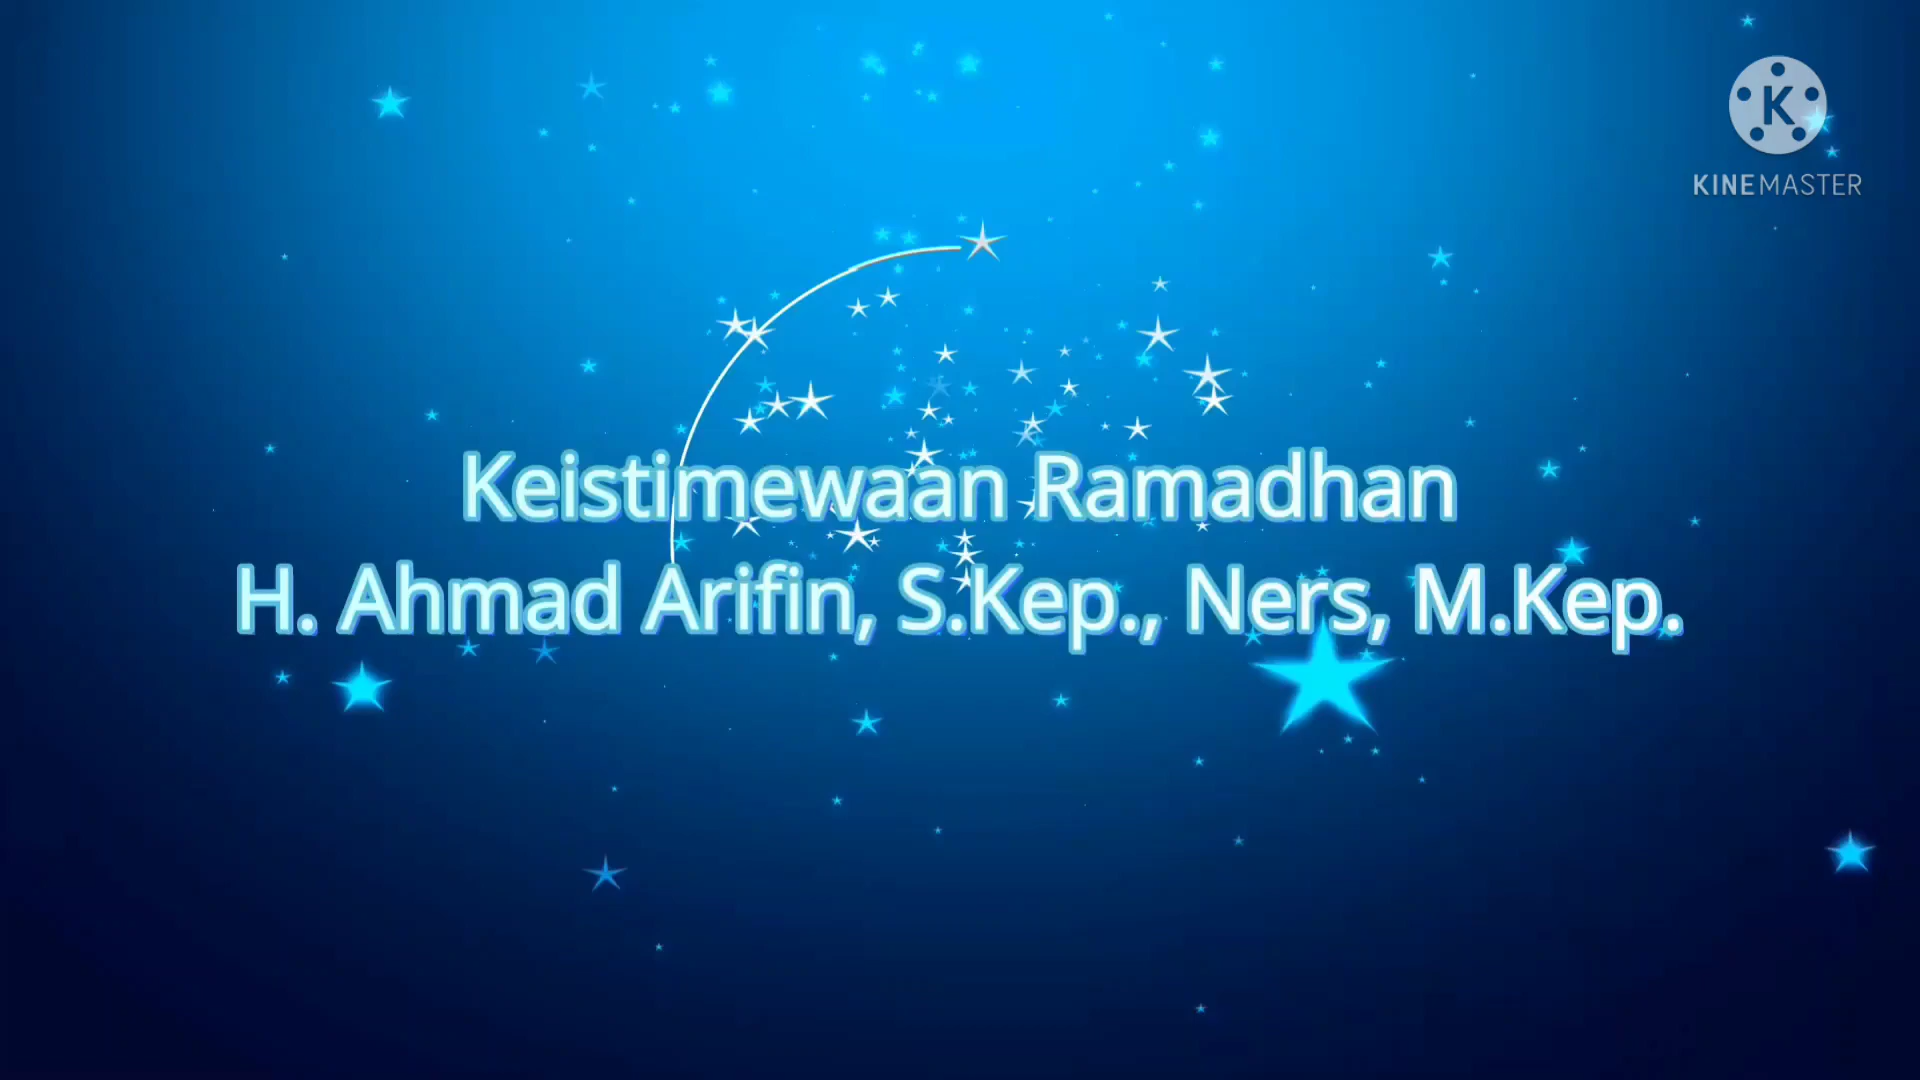 K
KINEMASTER
Keistimewaan Ramadhan
H. Ahmad Arifin, S.Kep., Ners, M.Kep.